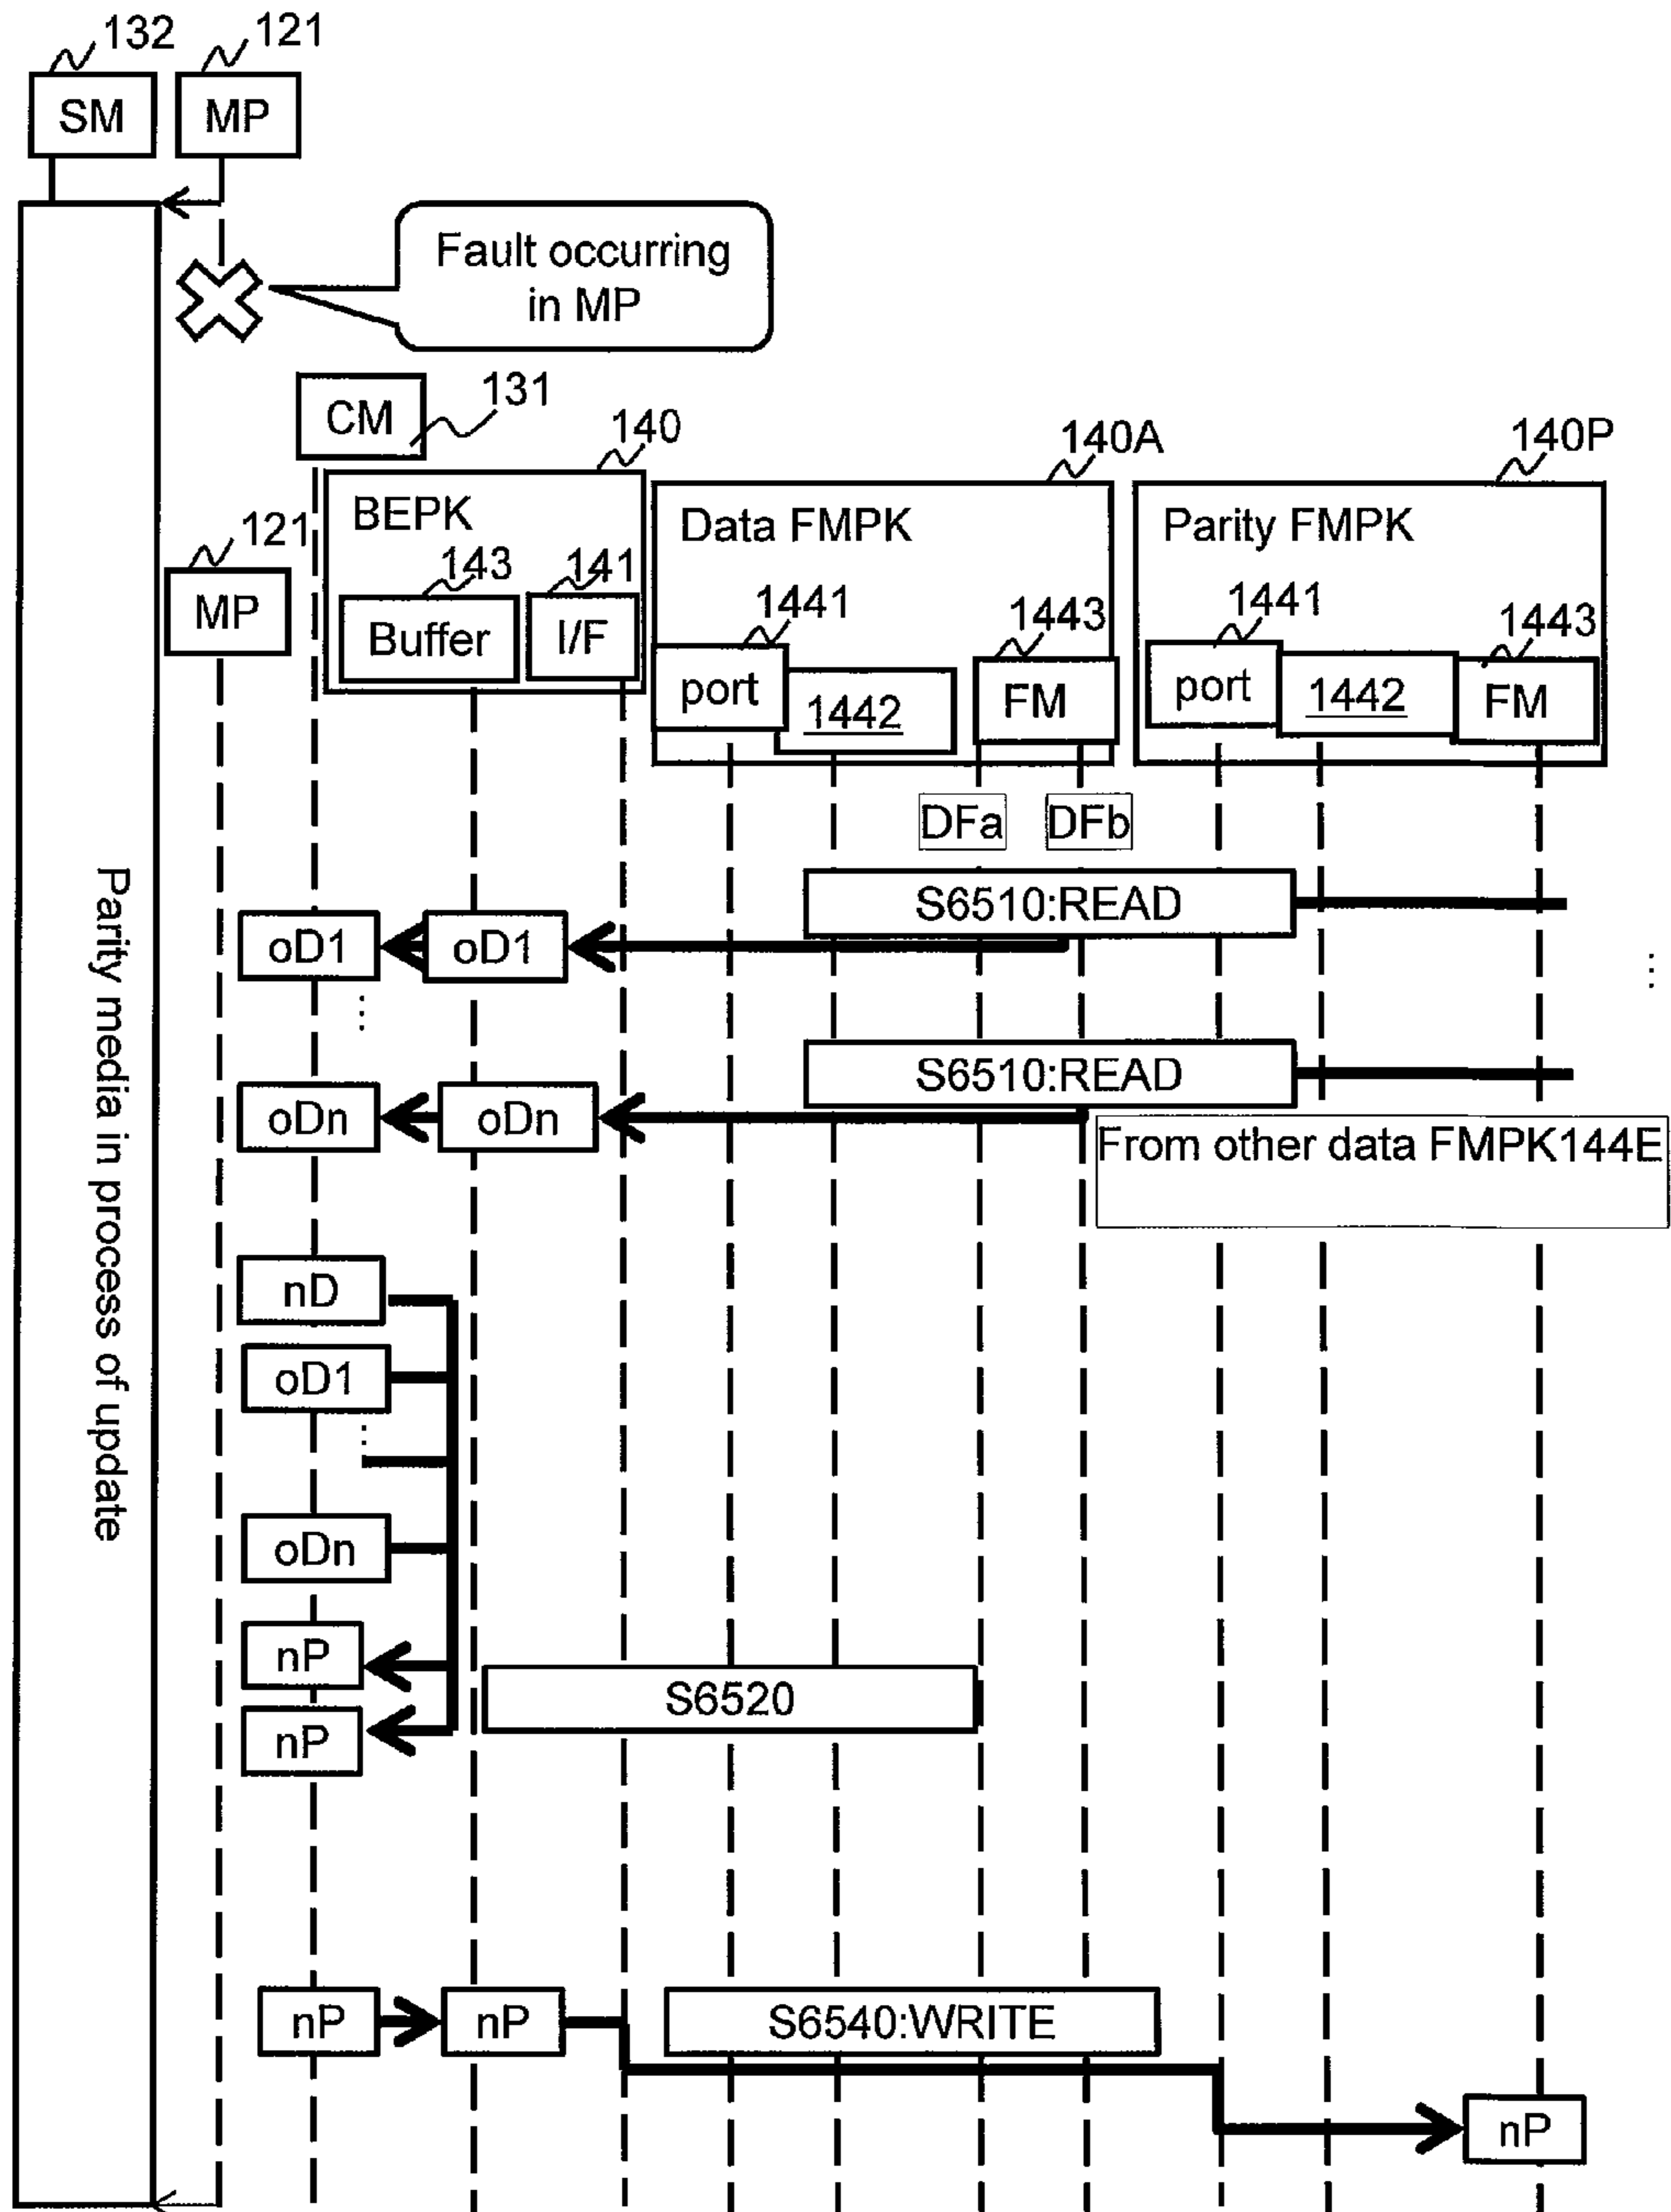 132
121
SM
MP
Fault occurring
in MP
CM
131
140
140A
140P
BEPK
Data FMPK
Parity FMPK
121
143
141
MP
1441
1443
1441
1443
Buffer
I/F
port
1442
FM
port
1442
FM
DFa
DFb
S6510:READ
oD1
oD1
...
...
S6510:READ
oDn
oDn
From other data FMPK144E
Parity media in process of update
nD
oD1
...
oDn
nP
S6520
nP
nP
nP
S6540:WRITE
nP